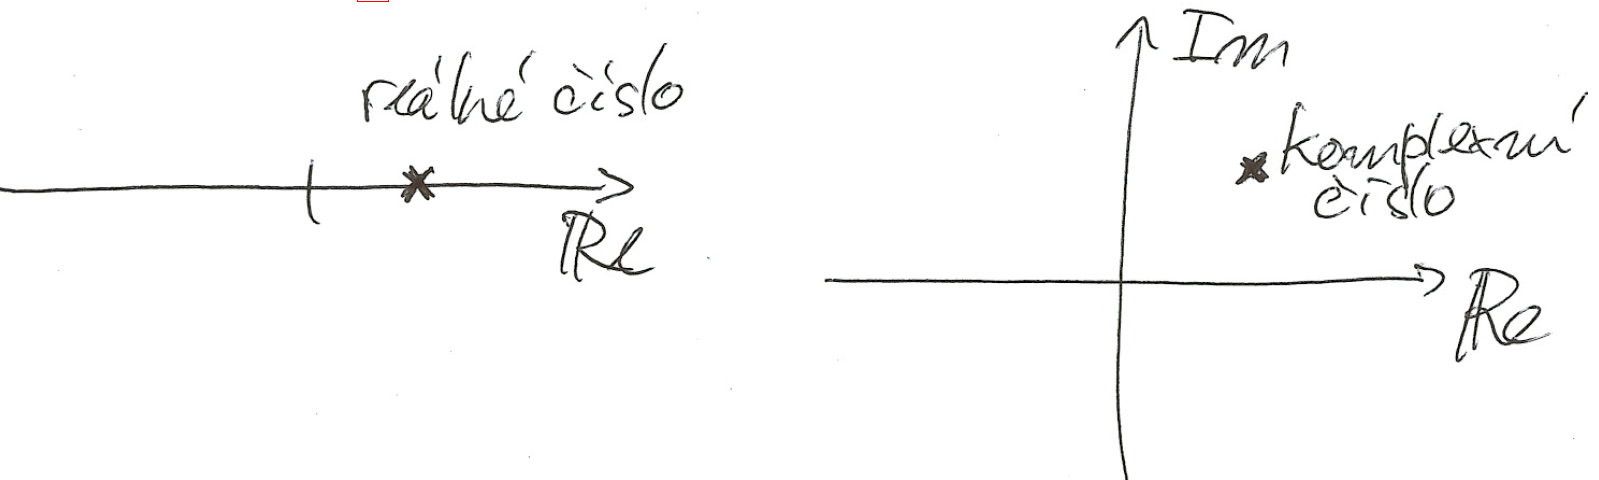 reálné číslo
Re
Im
komplexní
číslo
Re